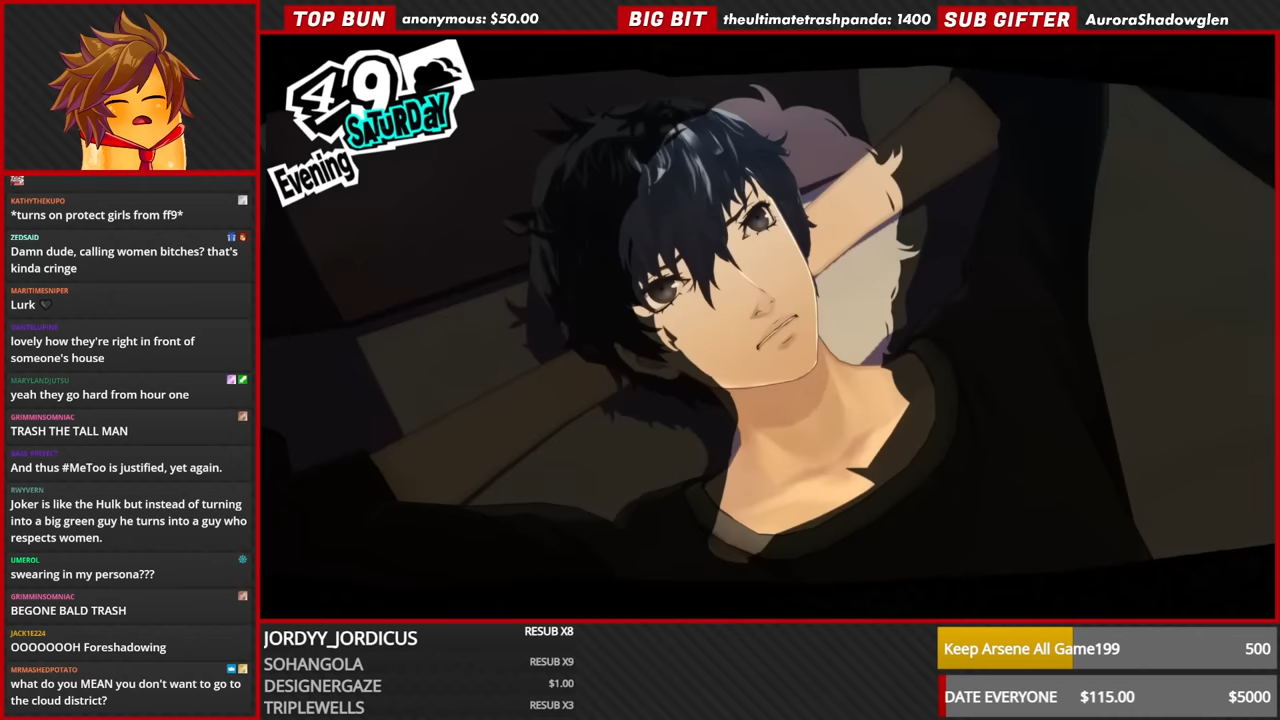 TOP BUN anonymous: $50.00 BIG BIT theultimatetrashpanda: 1400 SUB GIFTER AuroraShadowglen
4 9
SATURDAY
Evening
KATHYTHEKUPO
*turns on protect girls from ff9*
ZEDSAID
Damn dude, calling women bitches? that's
kinda cringe
MARITIMESNIPER
Lurk
DANTELUPINE
lovely how they're right in front of
someone's house
MARYLANDJUTSU
yeah they go hard from hour one
GRIMMINSOMNIAC
TRASH THE TALL MAN
And thus #MeToo is justified, yet again.
RWYVERN
Joker is like the Hulk but instead of turning
into a big green guy he turns into a guy who
respects women.
UMEROL
swearing in my persona???
GRIMMINSOMNIAC
BEGONE BALD TRASH
JACK1E224
OOOOOOOH Foreshadowing
MRMASHEDPOTATO
what do you MEAN you don't want to go to
the cloud district?
JORDYY_JORDICUS RESUB X8
SOHANGOLA RESUB X9
DESIGNERGAZE $1.00
TRIPLEWELLS RESUB X3
Keep Arsene All Game199 500
DATE EVERYONE $115.00 $5000